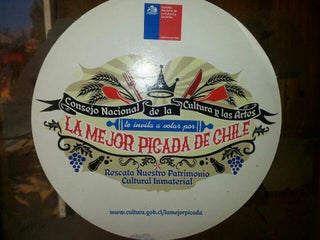 Consejo Nacional de la Cultura y las Artes
te invita a votar por
LA MEJOR PICADA DE CHILE
Rescata Nuestro Patrimonio
Cultural Inmaterial
www.cultura.gob.cl/lamejorpicada